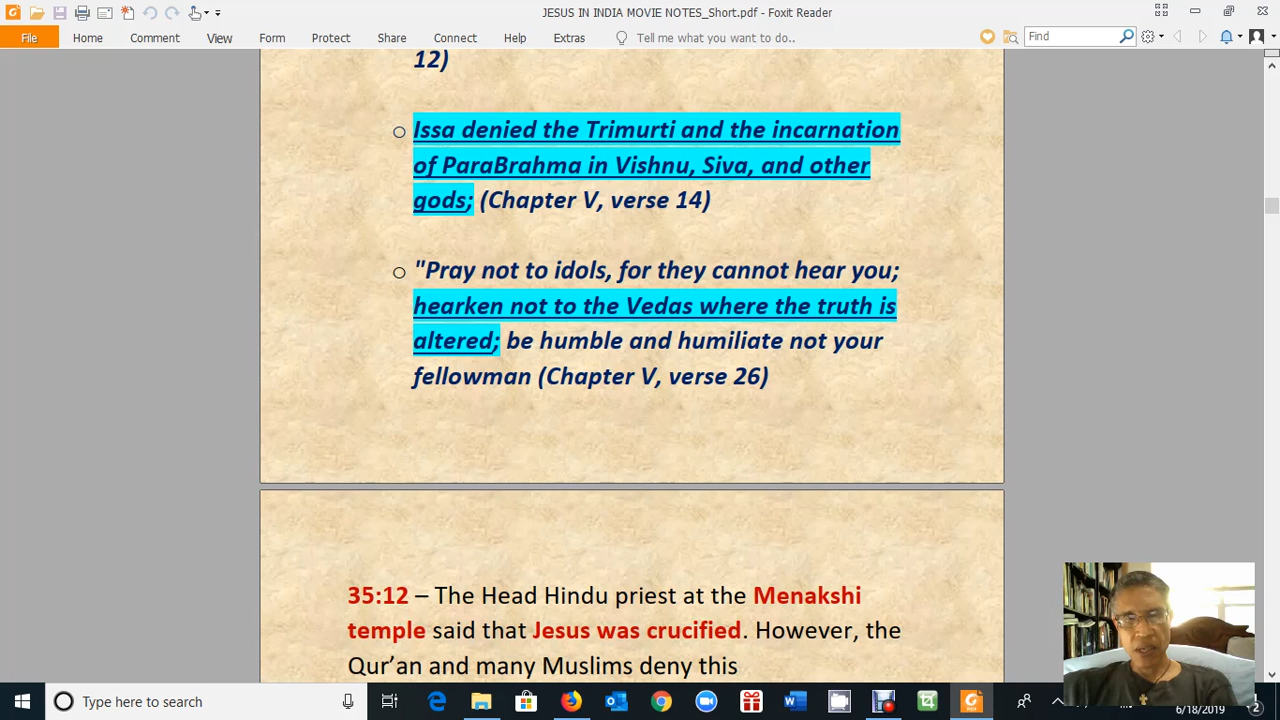 JESUS IN INDIA MOVIE NOTES_Short.pdf - Foxit Reader
File Home Comment View Form Protect Share Connect Help Extras Tell me what you want to do.. Find
12)
o Issa denied the Trimurti and the incarnation
of ParaBrahma in Vishnu, Siva, and other
gods; (Chapter V, verse 14)
o "Pray not to idols, for they cannot hear you;
hearken not to the Vedas where the truth is
altered; be humble and humiliate not your
fellowman (Chapter V, verse 26)
35:12 – The Head Hindu priest at the Menakshi
temple said that Jesus was crucified. However, the
Qur’an and many Muslims deny this
Type here to search
6/18/2019